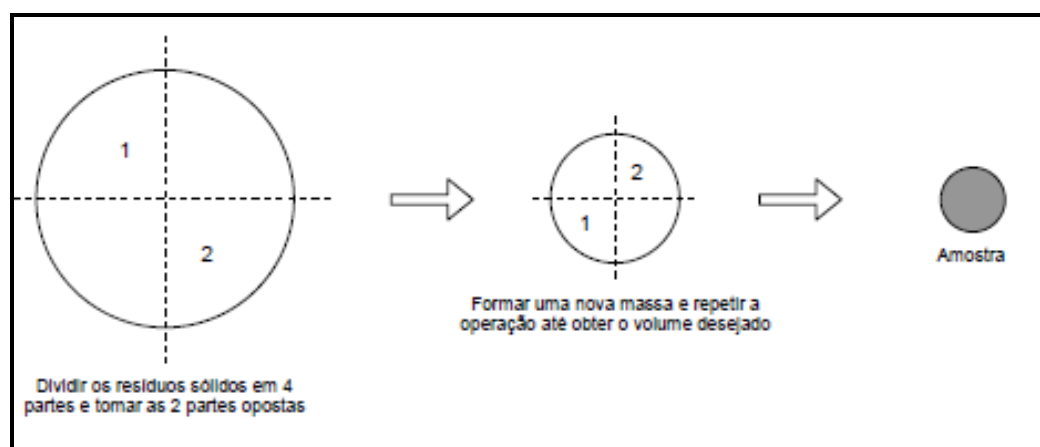 1
2
Dividir os resíduos sólidos em 4
partes e tomar as 2 partes opostas
2
1
Formar uma nova massa e repetir a
operação até obter o volume desejado
Amostra